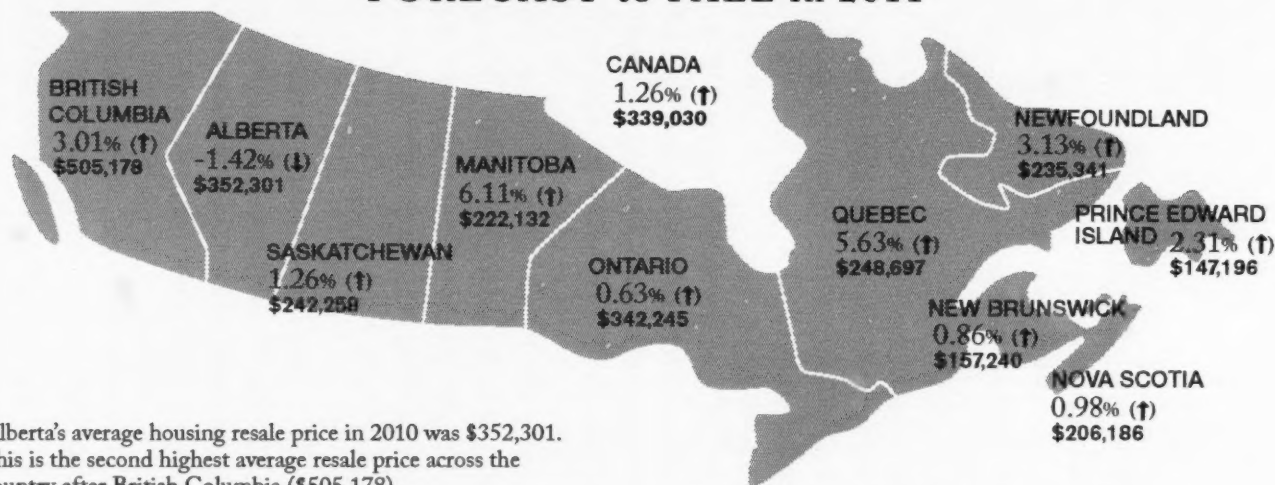 CANADA
1.26% (↑)
$339,030
BRITISH
COLUMBIA
3.01% (↑)
$505,178
ALBERTA
-1.42% (↓)
$352,301
SASKATCHEWAN
1.26% (↑)
$242,258
MANITOBA
6.11% (↑)
$222,132
ONTARIO
0.63% (↑)
$342,245
QUEBEC
5.63% (↑)
$248,697
NEWFOUNDLAND
3.13% (↑)
$235,341
PRINCE EDWARD
ISLAND 2.31% (↑)
$147,196
NEW BRUNSWICK
0.86% (↑)
$157,240
NOVA SCOTIA
0.98% (↑)
$206,186
lberta's average housing resale price in 2010 was $352,301.
his is the second highest average resale price across the